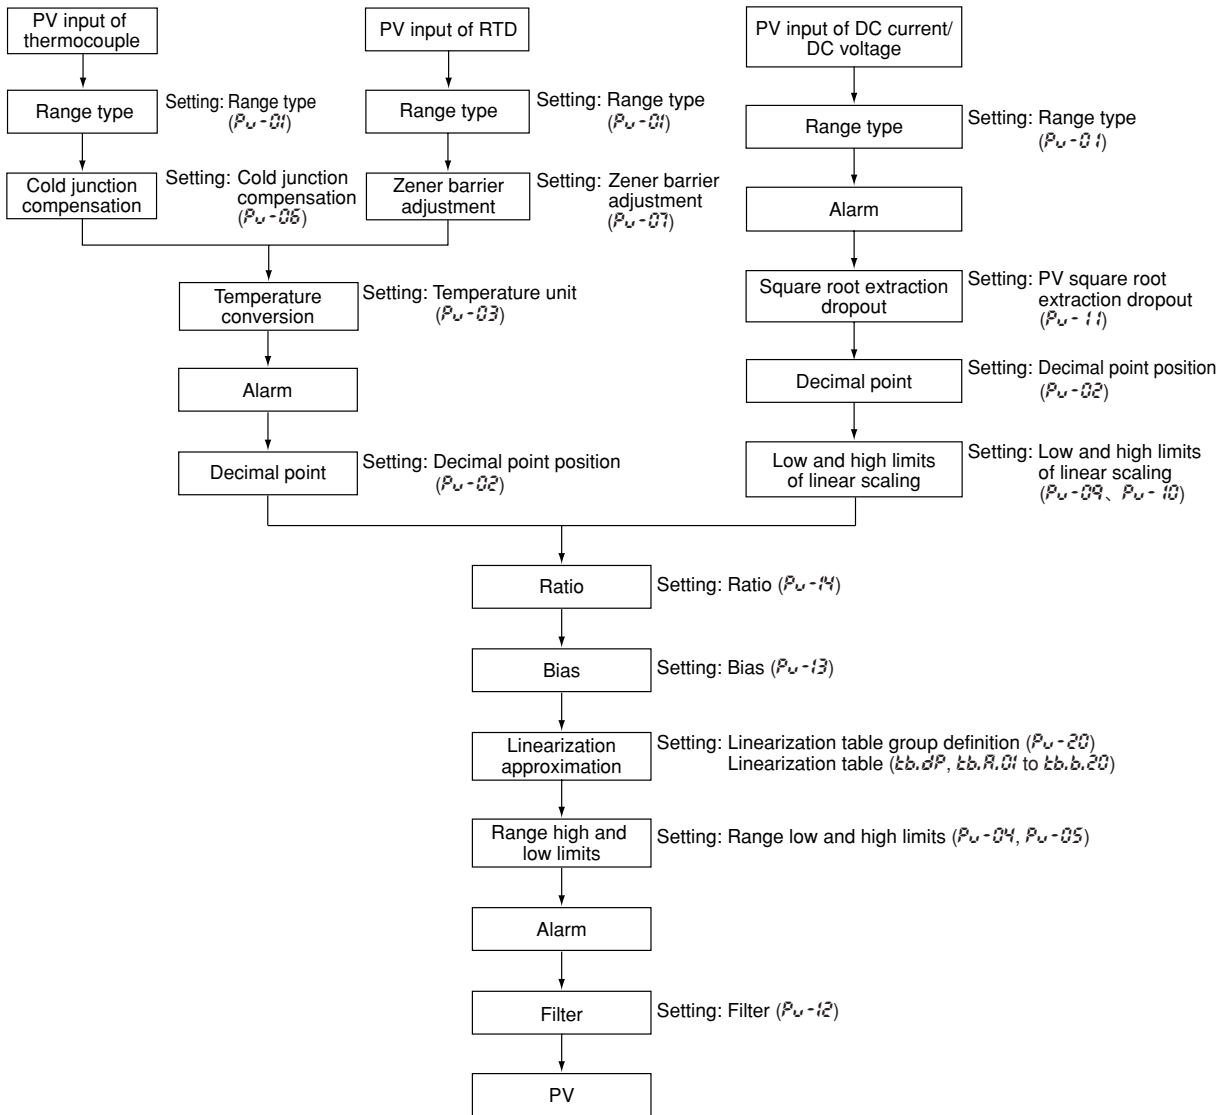 PV input of
thermocouple
PV input of RTD
PV input of DC current/
DC voltage
Range type
Setting: Range type
(Pv-01)
Range type
Setting: Range type
(Pv-01)
Range type
Setting: Range type
(Pv-01)
Cold junction
compensation
Setting: Cold junction
compensation
(Pv-06)
Zener barrier
adjustment
Setting: Zener barrier
adjustment
(Pv-07)
Alarm
Temperature
conversion
Setting: Temperature unit
(Pv-03)
Square root extraction
dropout
Setting: PV square root
extraction dropout
(Pv-11)
Alarm
Decimal point
Setting: Decimal point position
(Pv-02)
Decimal point
Setting: Decimal point position
(Pv-02)
Low and high limits
of linear scaling
Setting: Low and high limits
of linear scaling
(Pv-09、Pv-10)
Ratio
Setting: Ratio (Pv-14)
Bias
Setting: Bias (Pv-13)
Linearization
approximation
Setting: Linearization table group definition (Pv-20)
Linearization table (tb.dP, tb.A.01 to tb.b.20)
Range high and
low limits
Setting: Range low and high limits (Pv-04, Pv-05)
Alarm
Filter
Setting: Filter (Pv-12)
PV